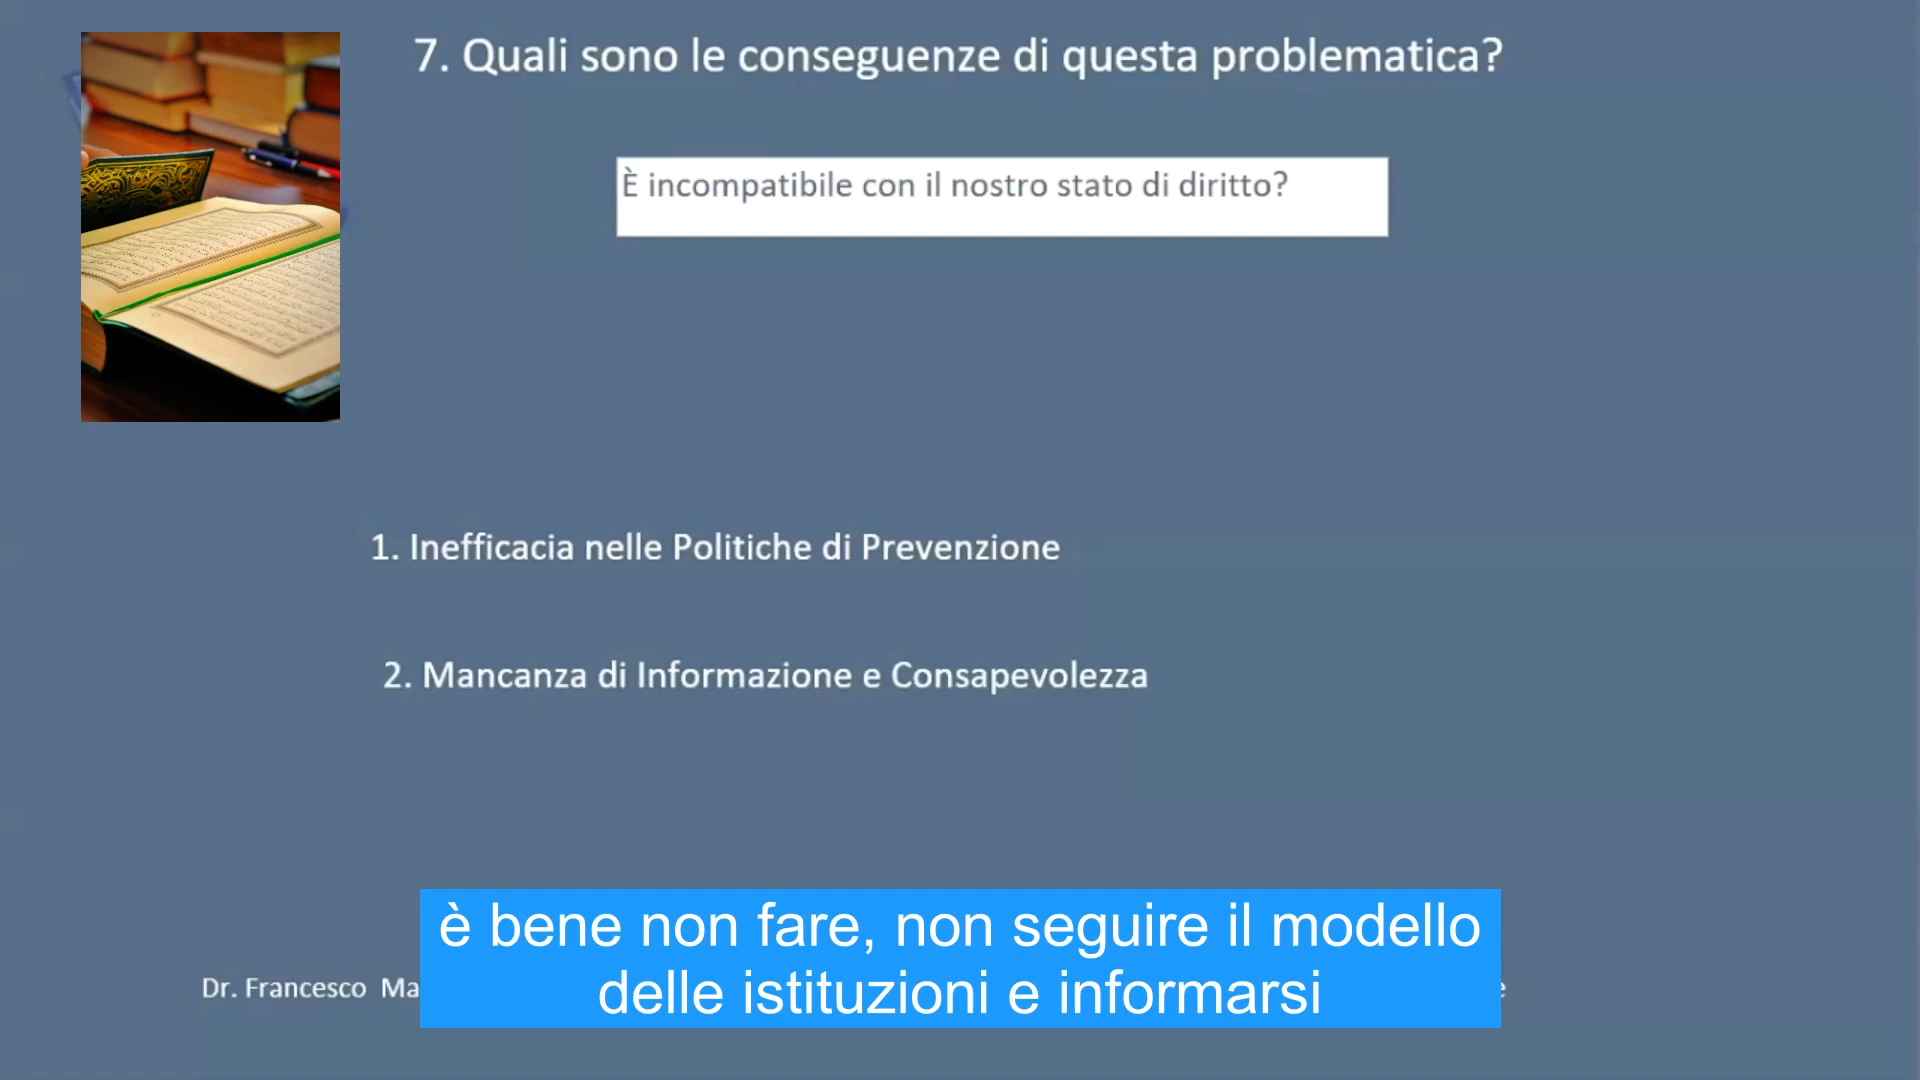 7. Quali sono le conseguenze di questa problematica?
È incompatibile con il nostro stato di diritto?
1. Inefficacia nelle Politiche di Prevenzione
2. Mancanza di Informazione e Consapevolezza
è bene non fare, non seguire il modello
delle istituzioni e informarsi
Dr. Francesco